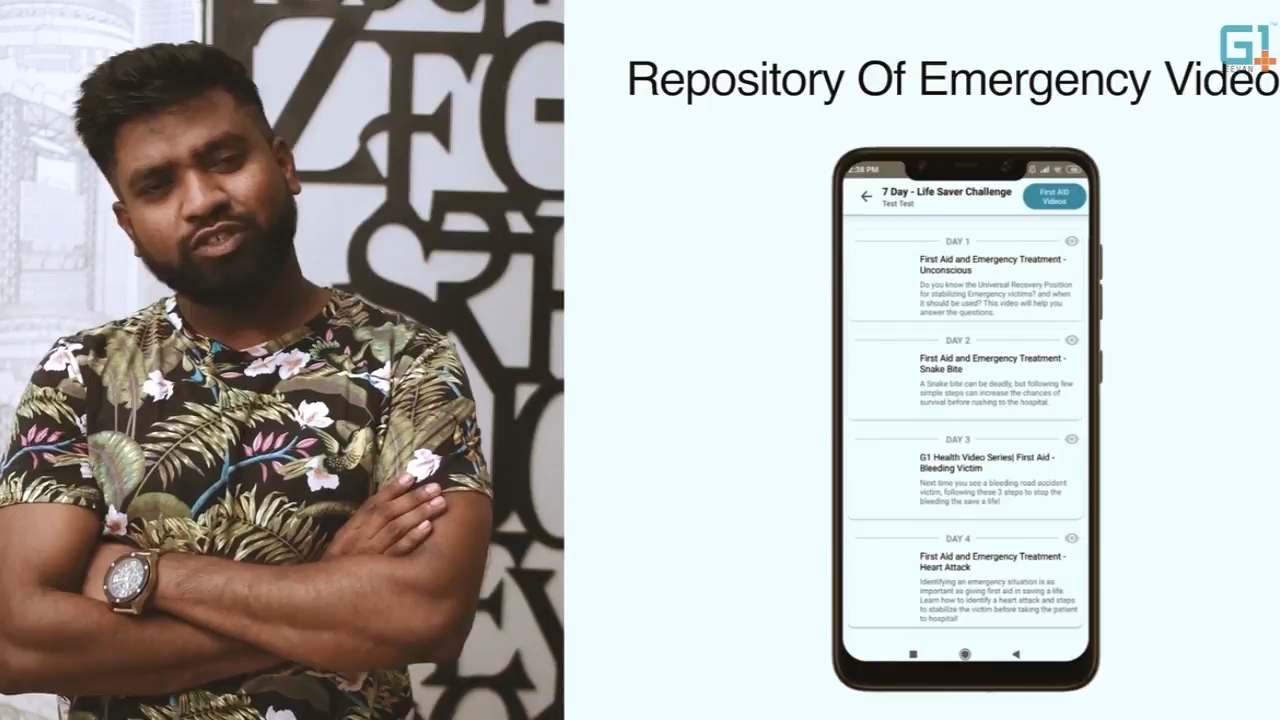 G1
EEVAN
Repository Of Emergency Video
:38 PM
7 Day - Life Saver Challenge
Test Test
First AID
Videos
DAY 1
First Aid and Emergency Treatment -
Unconscious
Do you know the Universal Recovery Position
for stabilizing Emergency victims? and when
it should be used? This video will help you
answer the questions.
DAY 2
First Aid and Emergency Treatment -
Snake Bite
A Snake bite can be deadly, but following few
simple steps can increase the chances of
survival before rushing to the hospital.
DAY 3
G1 Health Video Series| First Aid -
Bleeding Victim
Next time you see a bleeding road accident
victim, following these 3 steps to stop the
bleeding the save a life!
DAY 4
First Aid and Emergency Treatment -
Heart Attack
Identifying an emergency situation is as
important as giving first aid in saving a life.
Learn how to identify a heart attack and steps
to stabilize the victim before taking the patient
to hospital!